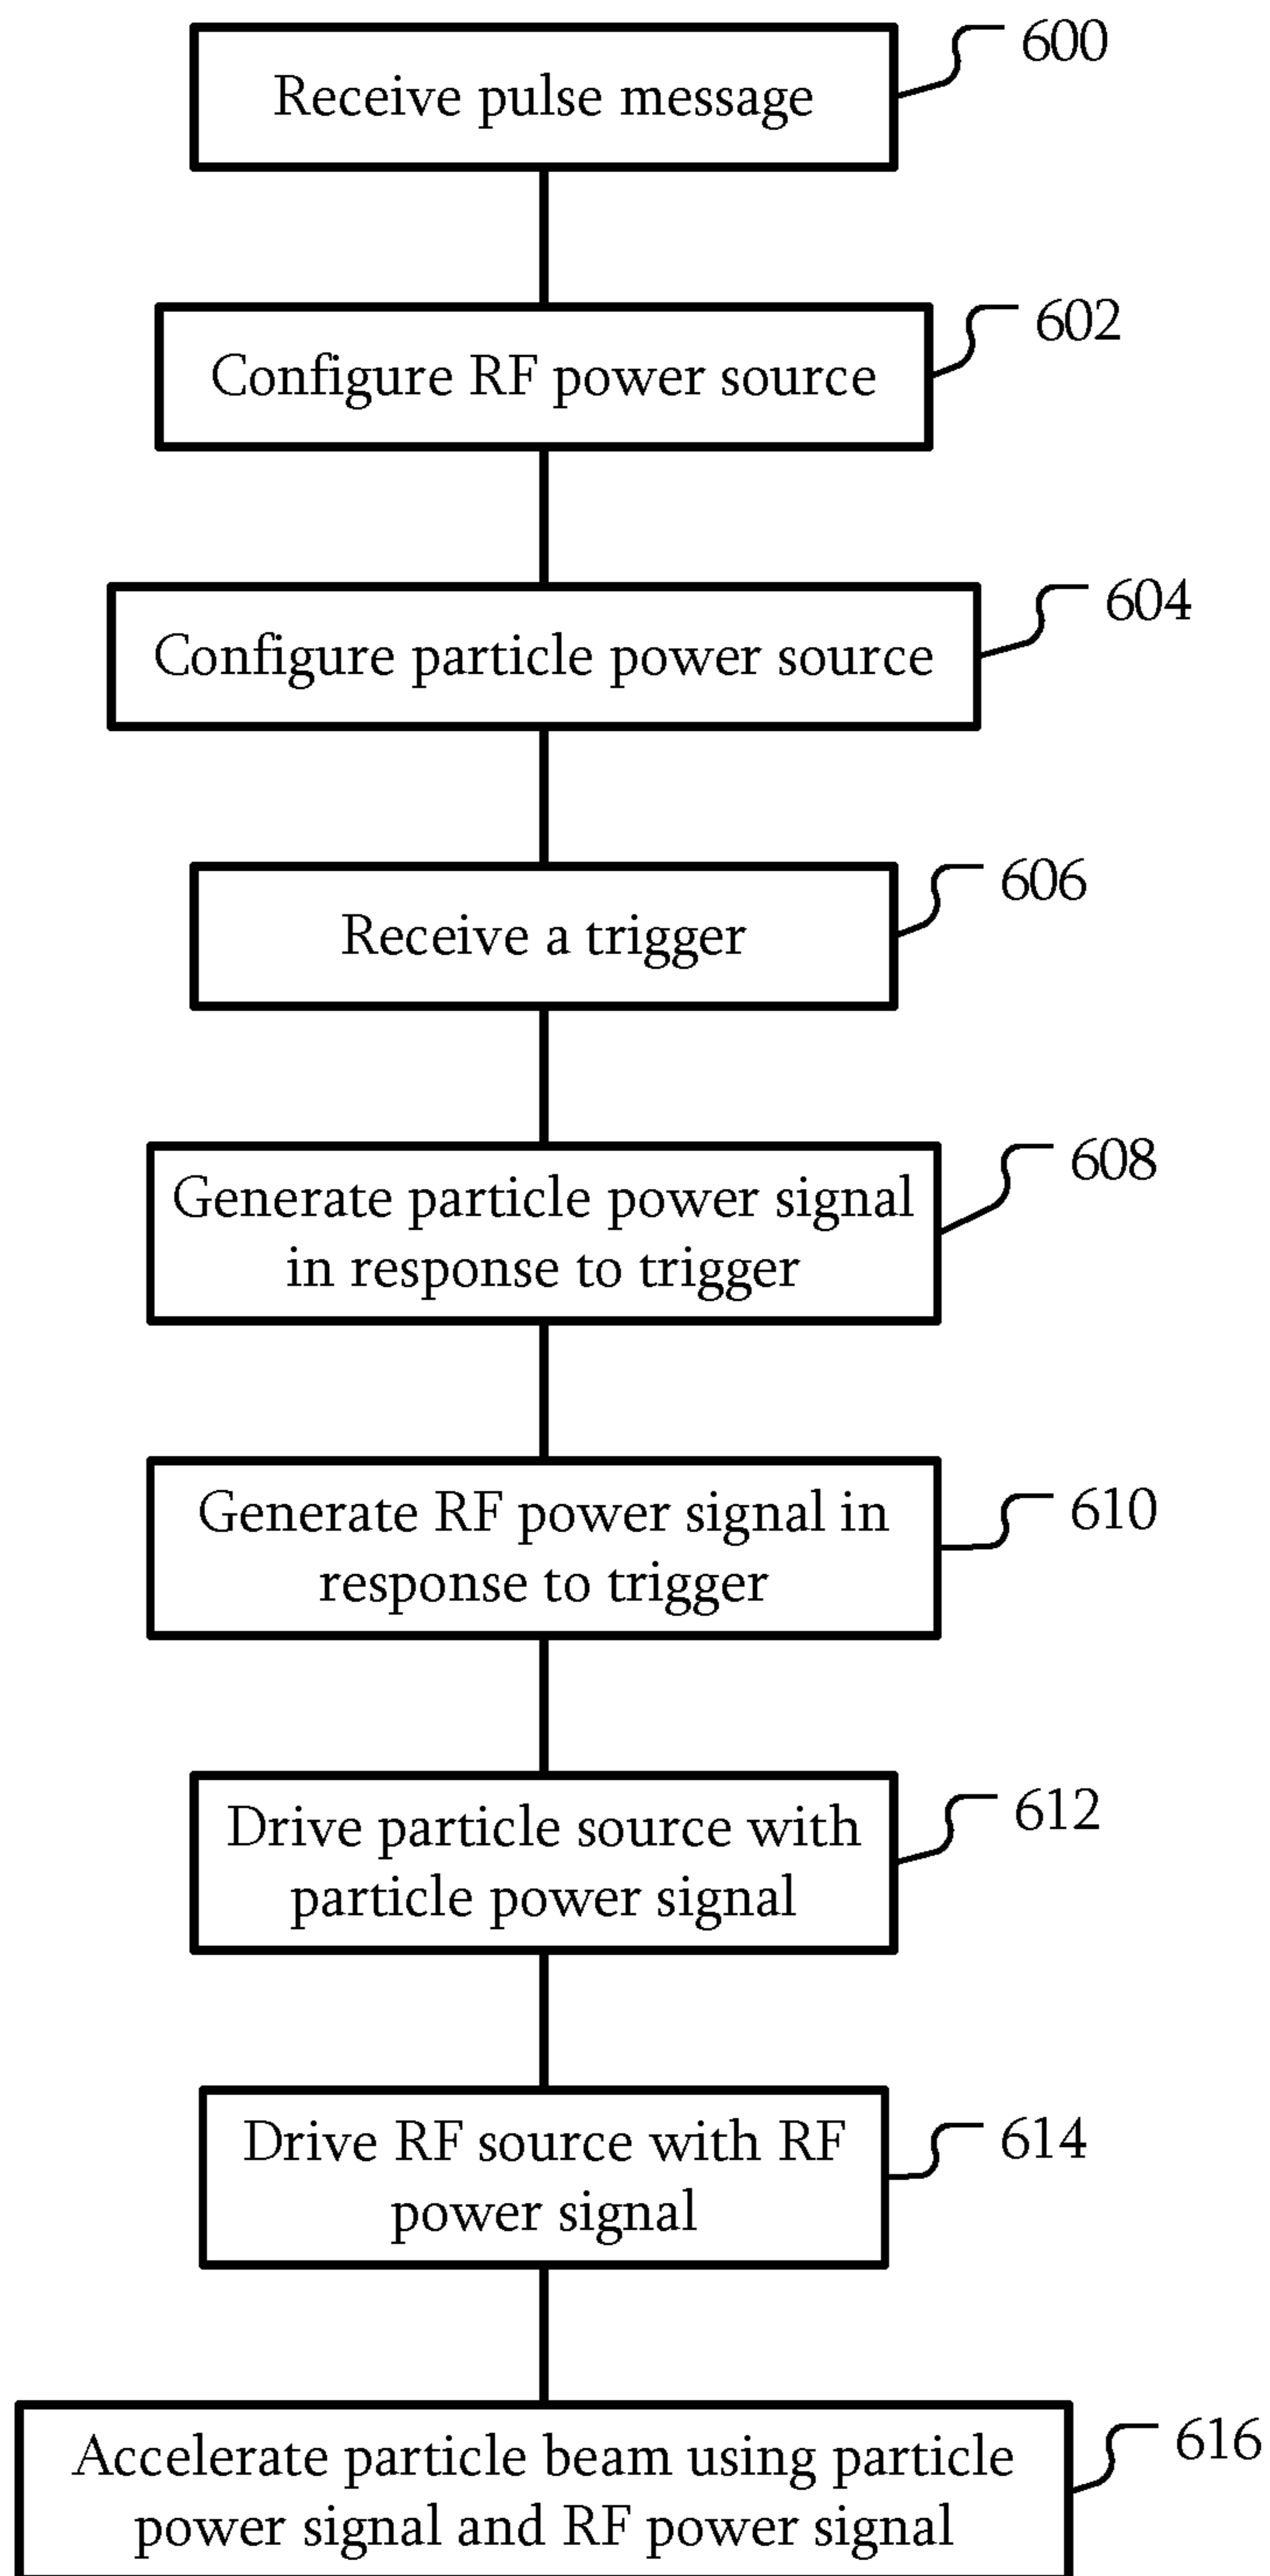 600
Receive pulse message
602
Configure RF power source
604
Configure particle power source
606
Receive a trigger
608
Generate particle power signal
in response to trigger
610
Generate RF power signal in
response to trigger
612
Drive particle source with
particle power signal
614
Drive RF source with RF
power signal
616
Accelerate particle beam using particle
power signal and RF power signal